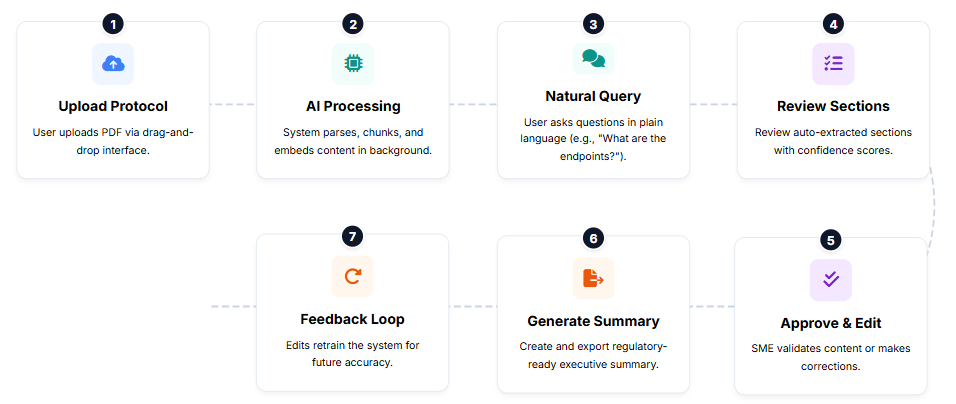 1
Upload Protocol
User uploads PDF via drag-and-
drop interface.
2
AI Processing
System parses, chunks, and
embeds content in background.
3
Natural Query
User asks questions in plain
language (e.g., "What are the
endpoints?").
4
Review Sections
Review auto-extracted sections
with confidence scores.
5
Approve & Edit
SME validates content or makes
corrections.
6
Generate Summary
Create and export regulatory-
ready executive summary.
7
Feedback Loop
Edits retrain the system for
future accuracy.